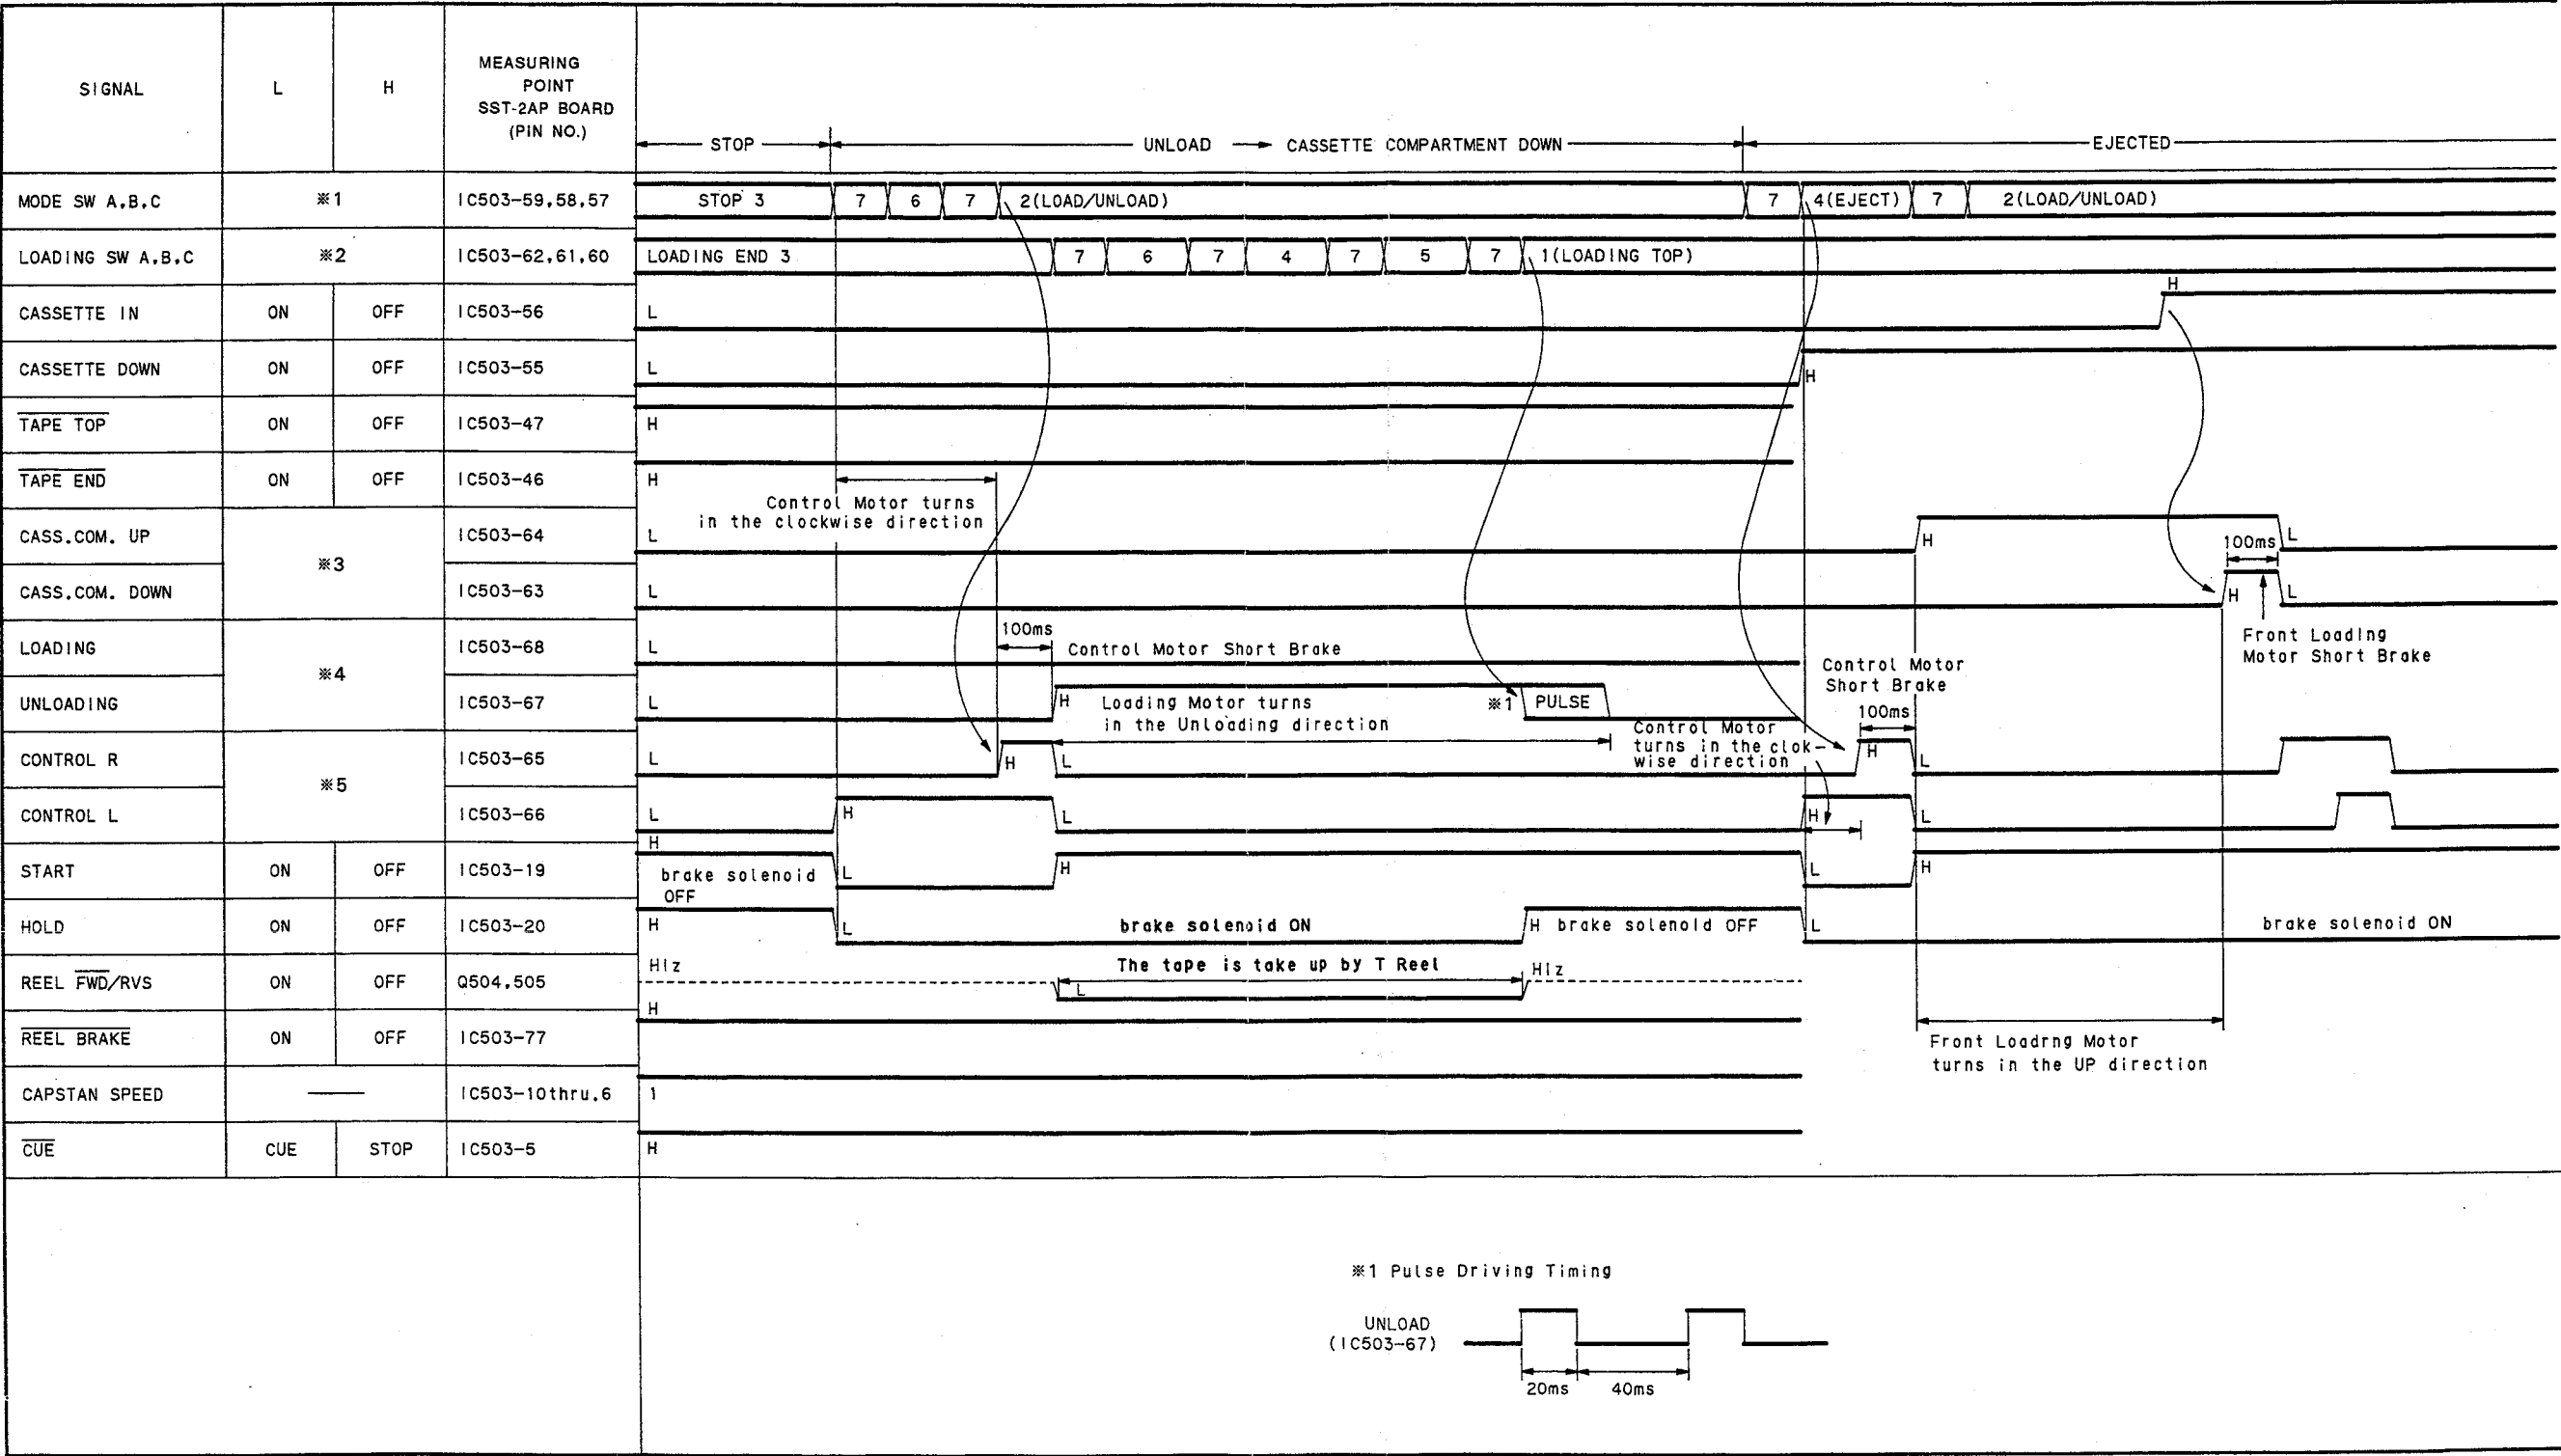 SIGNAL
L
H
MEASURING
POINT
SST-2AP BOARD
(PIN NO.)
STOP
UNLOAD → CASSETTE COMPARTMENT DOWN
EJECTED
MODE SW A,B,C ※1 IC503-59,58,57 STOP 3 7 6 7 2(LOAD/UNLOAD) 7 4(EJECT) 7 2(LOAD/UNLOAD)
LOADING SW A,B,C ※2 IC503-62,61,60 LOADING END 3 7 6 7 4 7 5 7 1(LOADING TOP)
CASSETTE IN ON OFF IC503-56 L H
CASSETTE DOWN ON OFF IC503-55 L H
TAPE TOP ON OFF IC503-47 H
TAPE END ON OFF IC503-46 H
Control Motor turns
in the clockwise direction
CASS.COM. UP ※3 IC503-64 L H L
100ms
CASS.COM. DOWN IC503-63 L H L
Front Loading
Motor Short Brake
LOADING ※4 IC503-68 L
100ms
Control Motor Short Brake
Control Motor
Short Brake
UNLOADING IC503-67 L H Loading Motor turns
in the Unloading direction
※1 PULSE
100ms
Control Motor
turns in the clok-
wise direction
CONTROL R ※5 IC503-65 L H L H L
CONTROL L IC503-66 L H L H L
START ON OFF IC503-19 H L H L H
brake solenoid
OFF
HOLD ON OFF IC503-20 H L brake solenoid ON H brake solenoid OFF L brake solenoid ON
REEL FWD/RVS ON OFF Q504,505 Hiz L The tape is take up by T Reel Hiz
REEL BRAKE ON OFF IC503-77 H
Front Loadrng Motor
turns in the UP direction
CAPSTAN SPEED — IC503-10thru.6 1
CUE CUE STOP IC503-5 H
※1 Pulse Driving Timing
UNLOAD
(IC503-67)
20ms 40ms